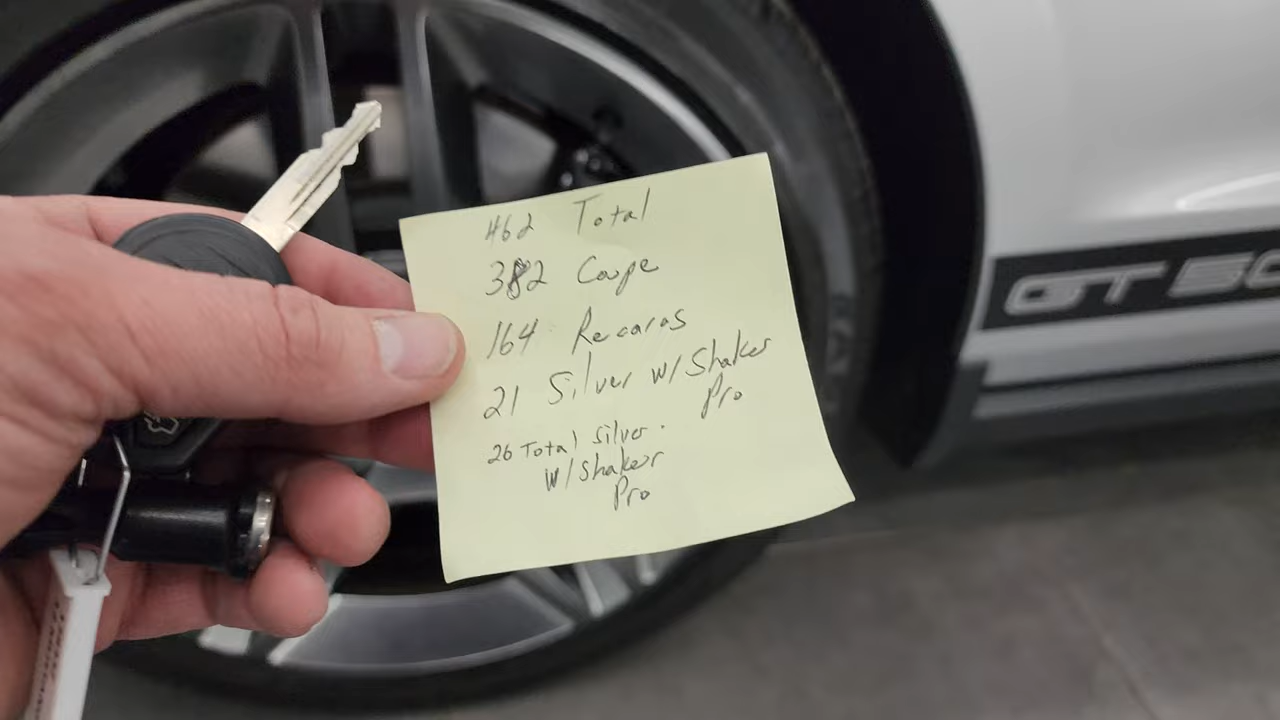 462 Total
382 Coupe
164 Recaros
21 Silver w/ Shaker
Pro
26 Total silver.
w/ Shaker
Pro
GT 50